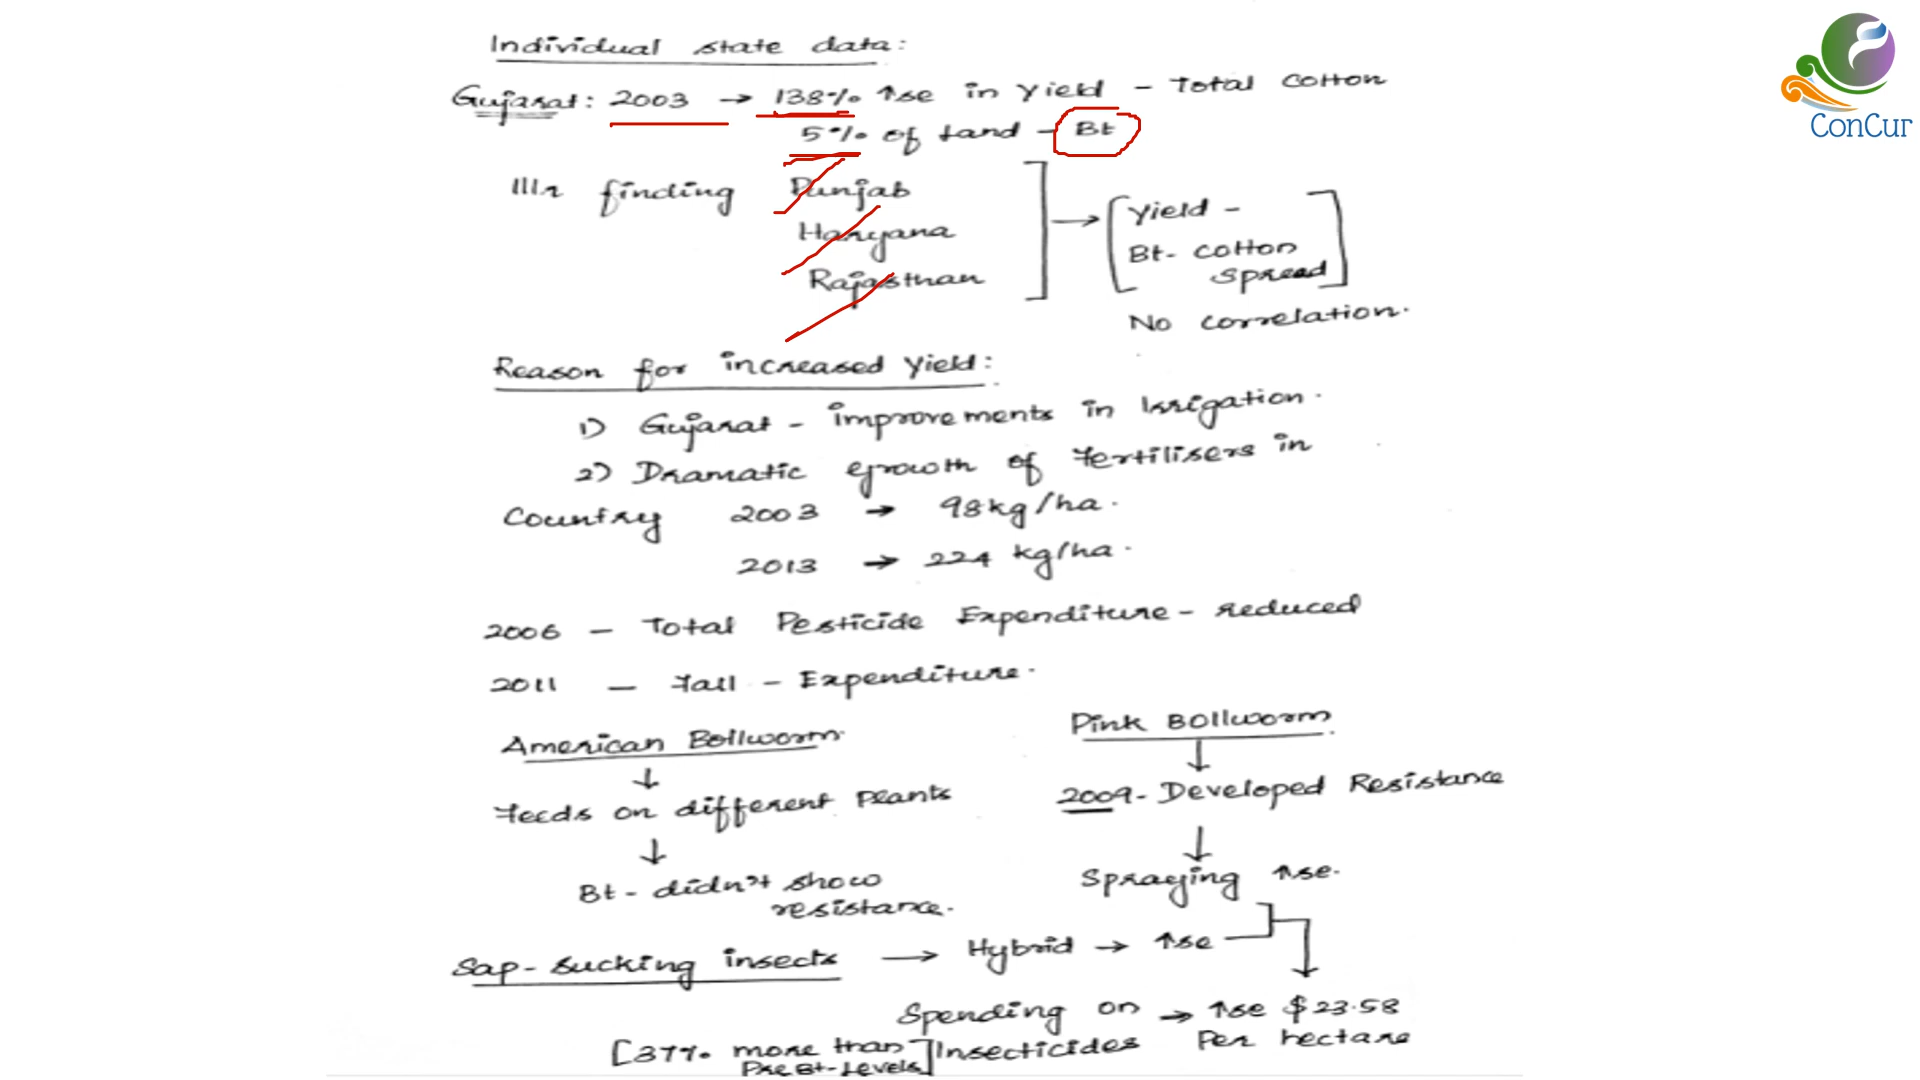 Individual state data:
Gujarat: 2003 → 138% ↑se in Yield - Total Cotton
5% of land - Bt
Illr finding Punjab
Haryana
Rajasthan
Yield -
Bt- cotton
spread
No correlation.
Reason for increased Yield:
1) Gujarat - improvements in Irrigation.
2) Dramatic growth of fertilisers in
Country 2003 → 98kg/ha.
2013 → 224 kg/ha.
2006 - Total Pesticide Expenditure - reduced
2011 - Fall - Expenditure.
American Bollworm
Pink Bollworm
↓
↓
Feeds on different Plants
2009 - Developed Resistance
↓
↓
Bt - didn't show
resistance.
Spraying ↑se.
Sap-sucking insects → Hybrid → ↑se
Spending on → ↑se $23.58
[37% more than Insecticides Per hectare
Pre Bt-Levels]
ConCur